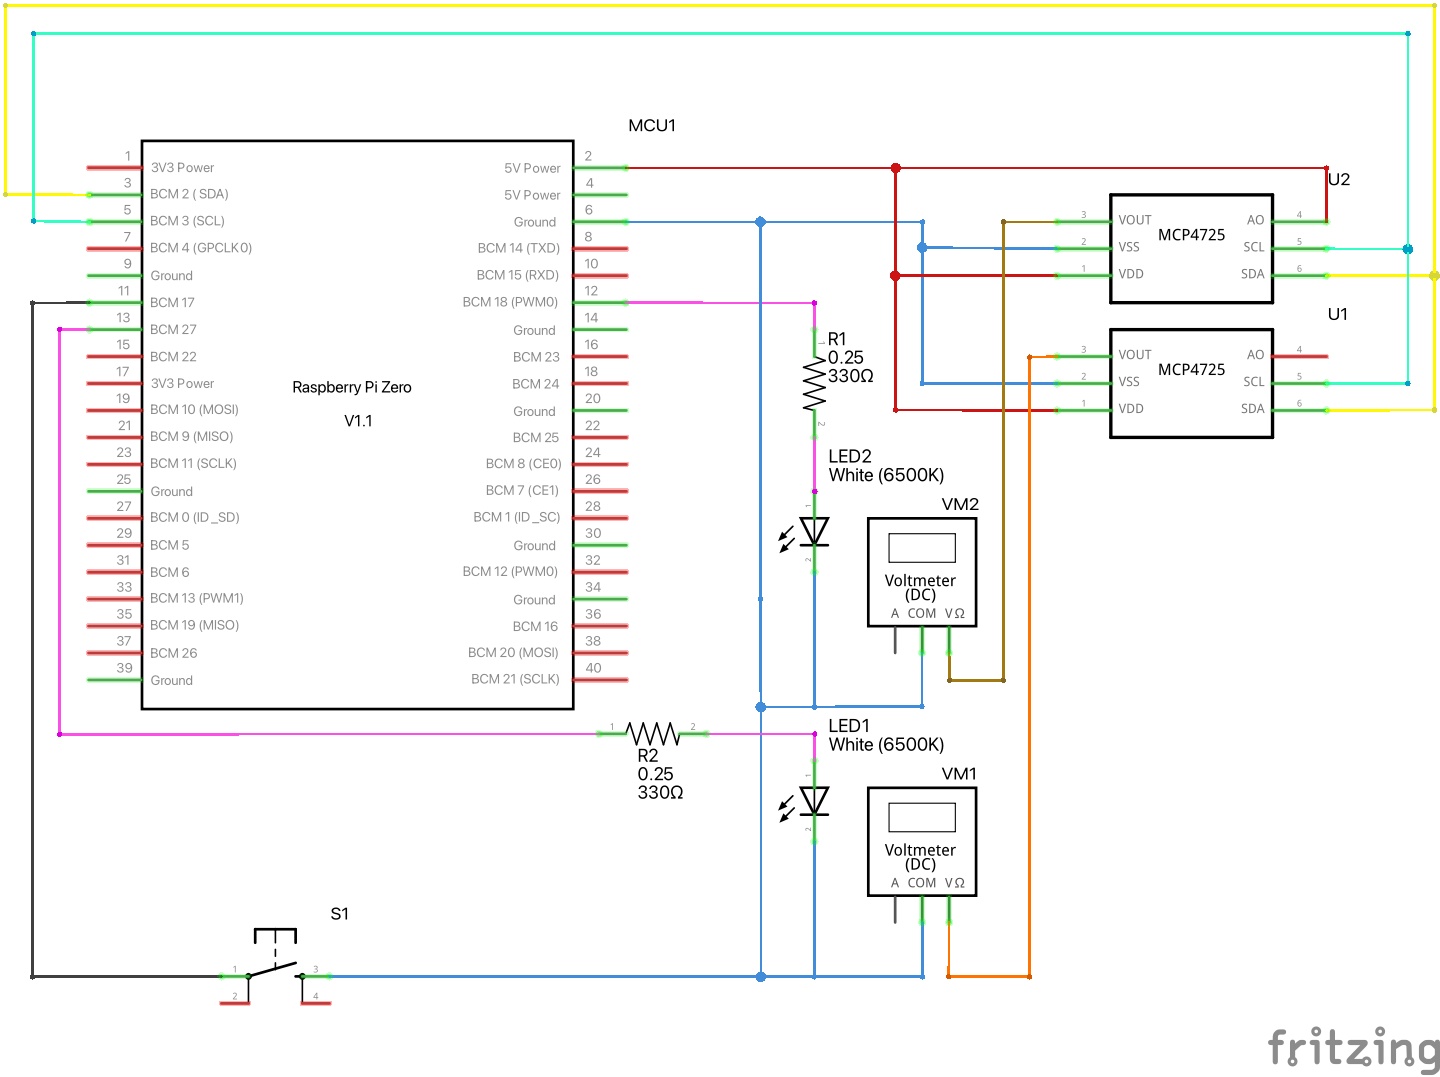 MCU1
1 3V3 Power 5V Power 2
3 BCM 2 ( SDA) 5V Power 4
5 BCM 3 (SCL) Ground 6
7 BCM 4 (GPCLK0) BCM 14 (TXD) 8
9 Ground BCM 15 (RXD) 10
11 BCM 17 BCM 18 (PWM0) 12
13 BCM 27 Ground 14
15 BCM 22 BCM 23 16
17 3V3 Power BCM 24 18
19 BCM 10 (MOSI) Ground 20
21 BCM 9 (MISO) BCM 25 22
23 BCM 11 (SCLK) BCM 8 (CE0) 24
25 Ground BCM 7 (CE1) 26
27 BCM 0 (ID_SD) BCM 1 (ID_SC) 28
29 BCM 5 Ground 30
31 BCM 6 BCM 12 (PWM0) 32
33 BCM 13 (PWM1) Ground 34
35 BCM 19 (MISO) BCM 16 36
37 BCM 26 BCM 20 (MOSI) 38
39 Ground BCM 21 (SCLK) 40
Raspberry Pi Zero
V1.1
U2
MCP4725
3 VOUT AO 4
2 VSS SCL 5
1 VDD SDA 6
U1
MCP4725
3 VOUT AO 4
2 VSS SCL 5
1 VDD SDA 6
1
R1
0.25
330Ω
2
LED2
White (6500K)
1
2
VM2
Voltmeter
(DC)
A COM V Ω
1 2
R2
0.25
330Ω
LED1
White (6500K)
1
2
VM1
Voltmeter
(DC)
A COM V Ω
S1
1 3
2 4
fritzing